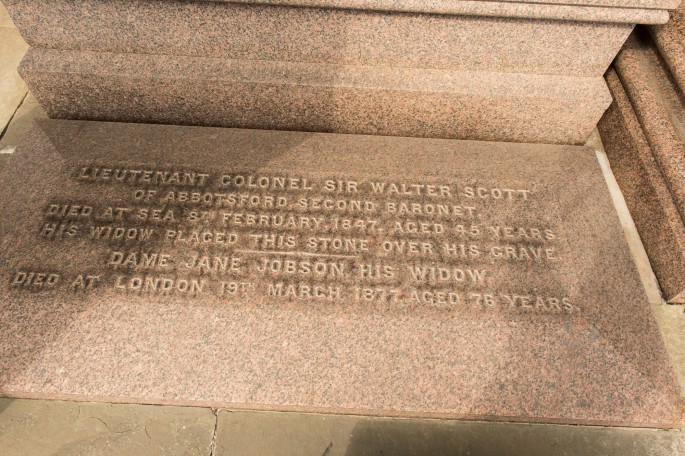 LIEUTENANT COLONEL SIR WALTER SCOTT
OF ABBOTSFORD, SECOND BARONET,
DIED AT SEA 8TH FEBRUARY, 1847, AGED 45 YEARS
HIS WIDOW PLACED THIS STONE OVER HIS GRAVE
DAME JANE JOBSON, HIS WIDOW,
DIED AT LONDON 19TH MARCH 1877, AGED 76 YEARS.